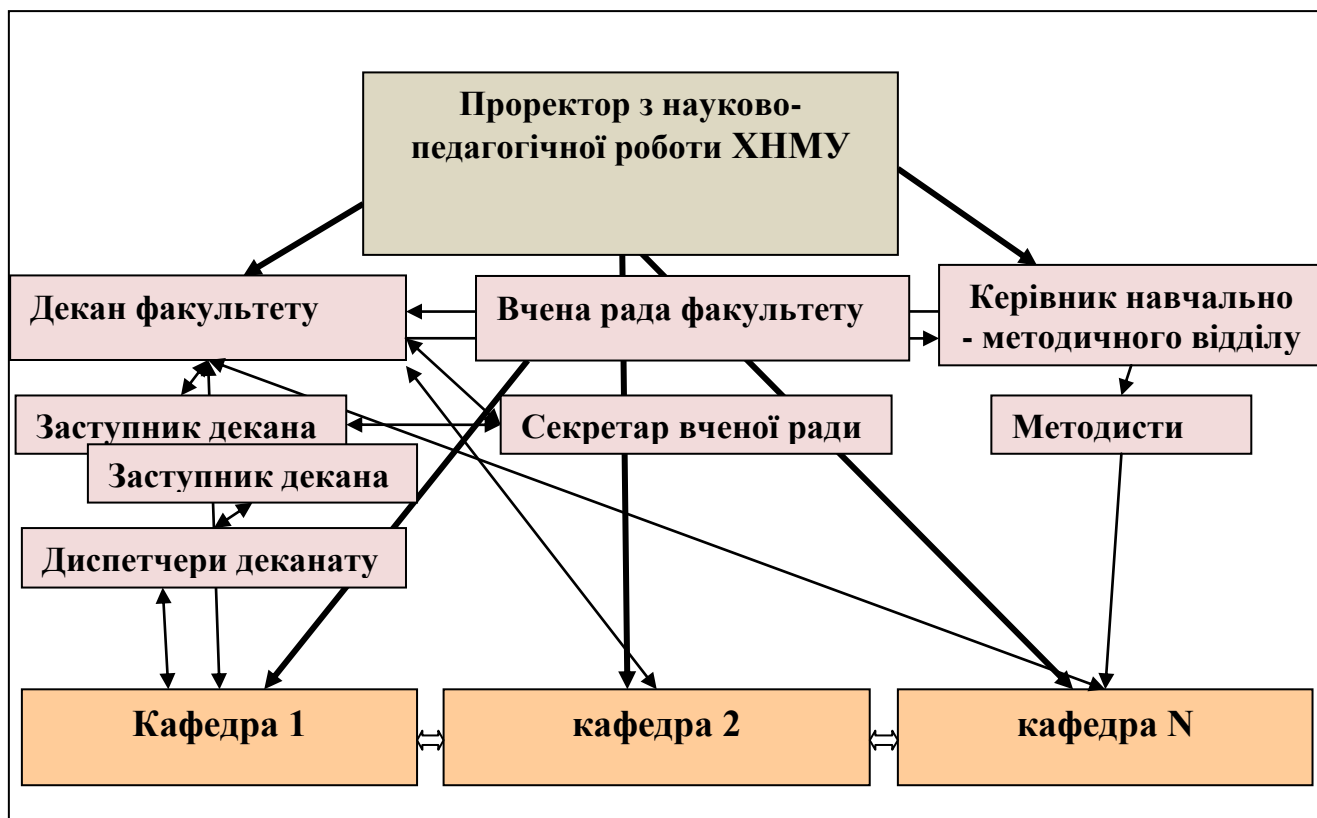 Проректор з науково-
педагогічної роботи ХНМУ
Декан факультету
Вчена рада факультету
Керівник навчально
- методичного відділу
Заступник декана
Секретар вченої ради
Методисти
Заступник декана
Диспетчери деканату
Кафедра 1
кафедра 2
кафедра N